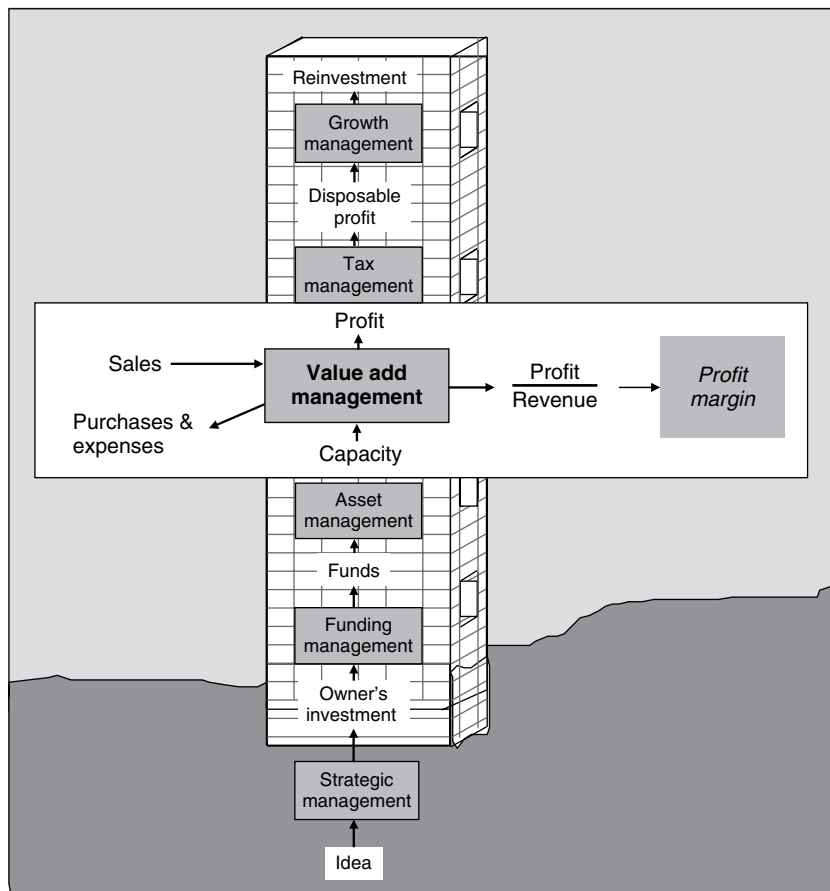 Reinvestment
Growth
management
Disposable
profit
Tax
management
Profit
Sales
Value add
management
Profit
Revenue
Profit
margin
Purchases &
expenses
Capacity
Asset
management
Funds
Funding
management
Owner's
investment
Strategic
management
Idea